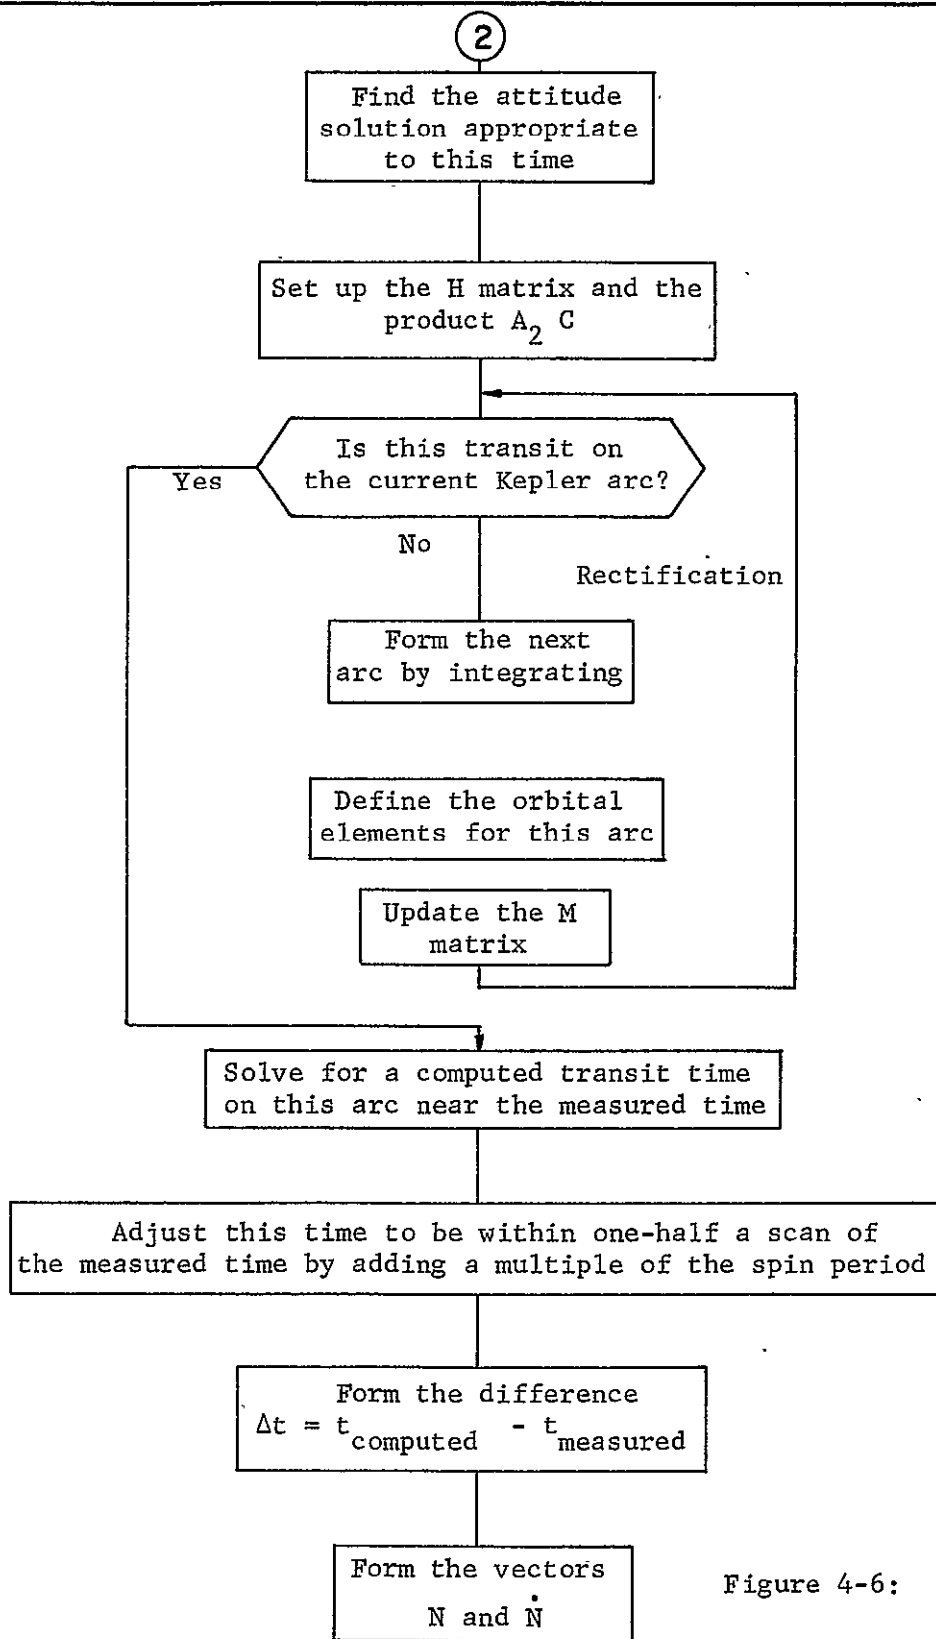 2
Find the attitude
solution appropriate
to this time
Set up the H matrix and the
product A₂ C
Is this transit on
the current Kepler arc?
Yes
No
Rectification
Form the next
arc by integrating
Define the orbital
elements for this arc
Update the M
matrix
Solve for a computed transit time
on this arc near the measured time
Adjust this time to be within one-half a scan of
the measured time by adding a multiple of the spin period
Form the difference
Δt = t computed - t measured
Form the vectors
N and Ṅ
Figure 4-6: